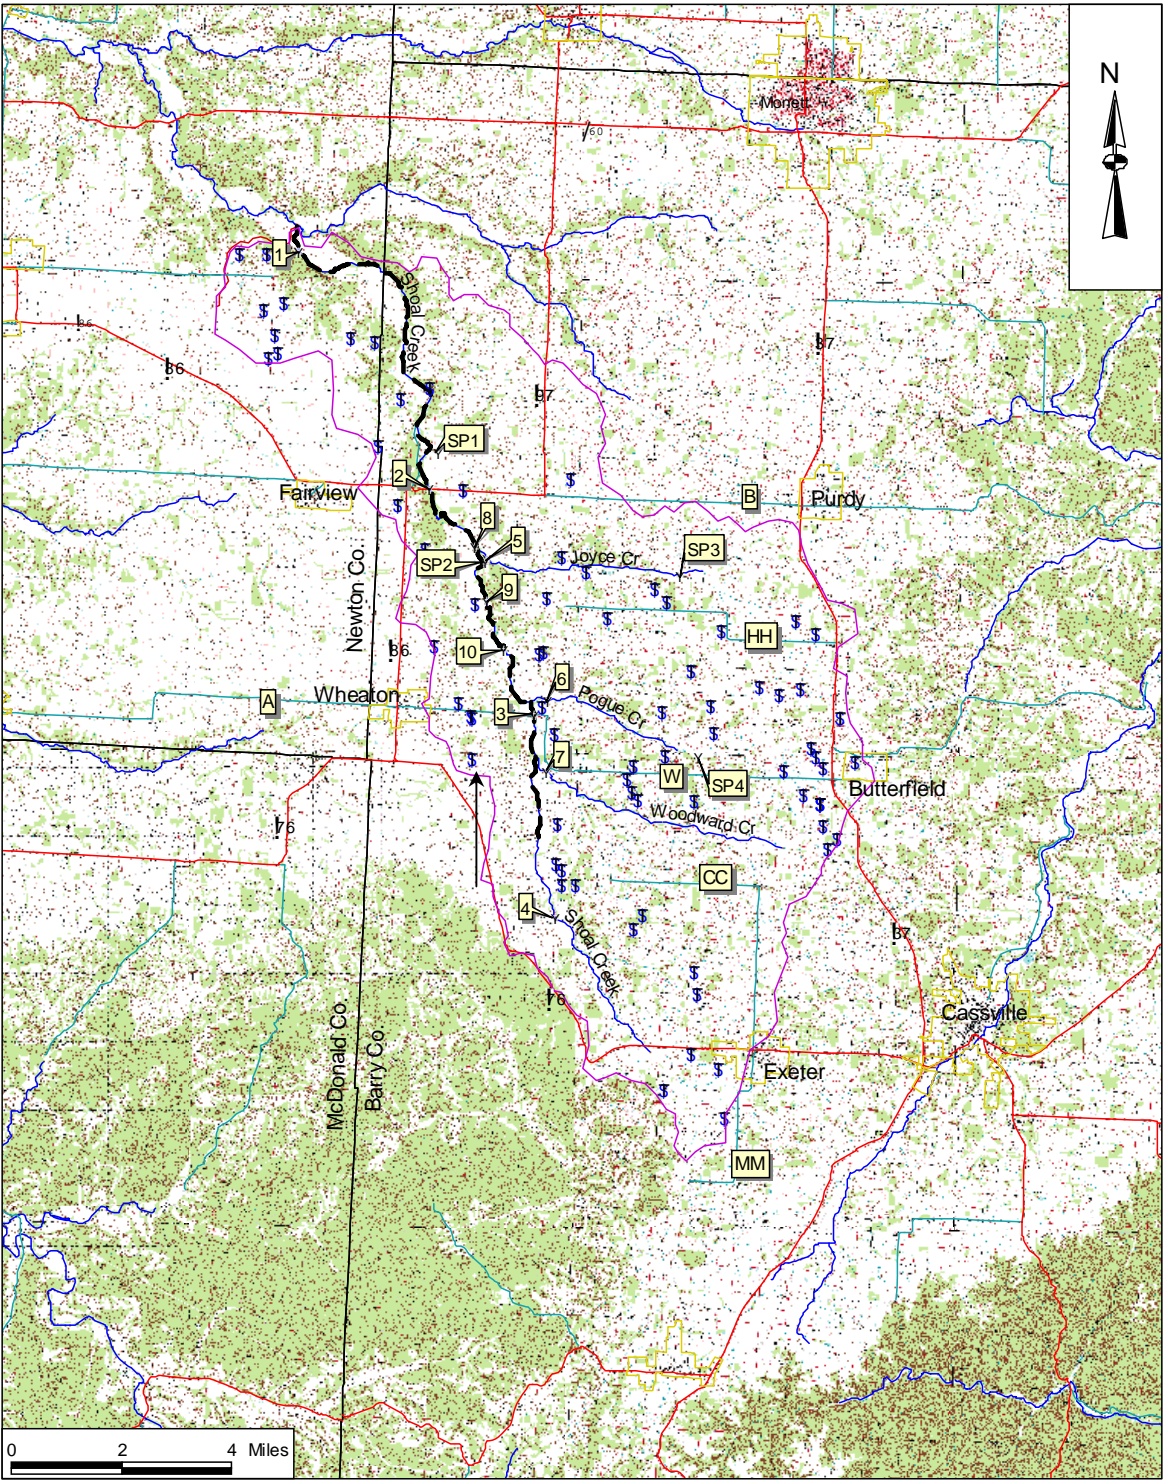 N
Monett
60
1
Shoal Creek
86
86
37
97
SP1
2
Fairview
B
Purdy
8
5
SP2
Joyce Cr
SP3
9
Newton Co..
HH
10
86
6
A
Wheaton
3
Pogue Cr
7
W
SP4
Butterfield
76
Woodward Cr
CC
4
Shoal Creek
37
76
Cassville
McDonald Co
Barry Co
Exeter
MM
0 2 4 Miles